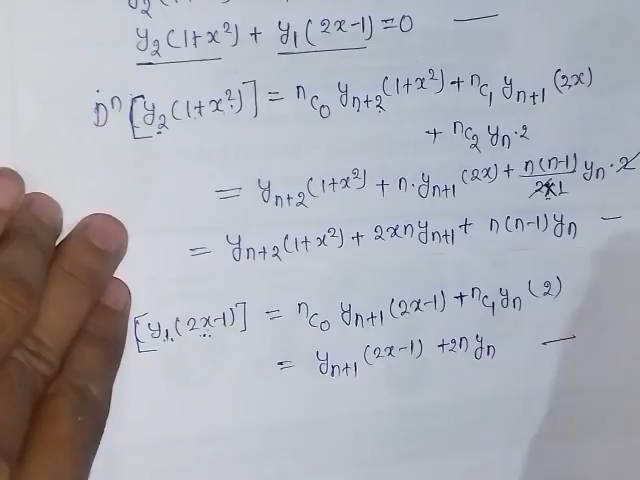 y₂(1+x²) + y₁(2x-1) = 0 —
Dⁿ[y₂(1+x²)] = ⁿC₀ yₙ₊₂(1+x²) + ⁿC₁ yₙ₊₁(2x)
+ ⁿC₂ yₙ·2
= yₙ₊₂(1+x²) + n·yₙ₊₁(2x) + n(n-1)/2×1 yₙ·2
= yₙ₊₂(1+x²) + 2xnyₙ₊₁ + n(n-1)yₙ —
[y₁(2x-1)] = ⁿC₀ yₙ₊₁(2x-1) + ⁿC₁ yₙ(2)
= yₙ₊₁(2x-1) + 2n yₙ —